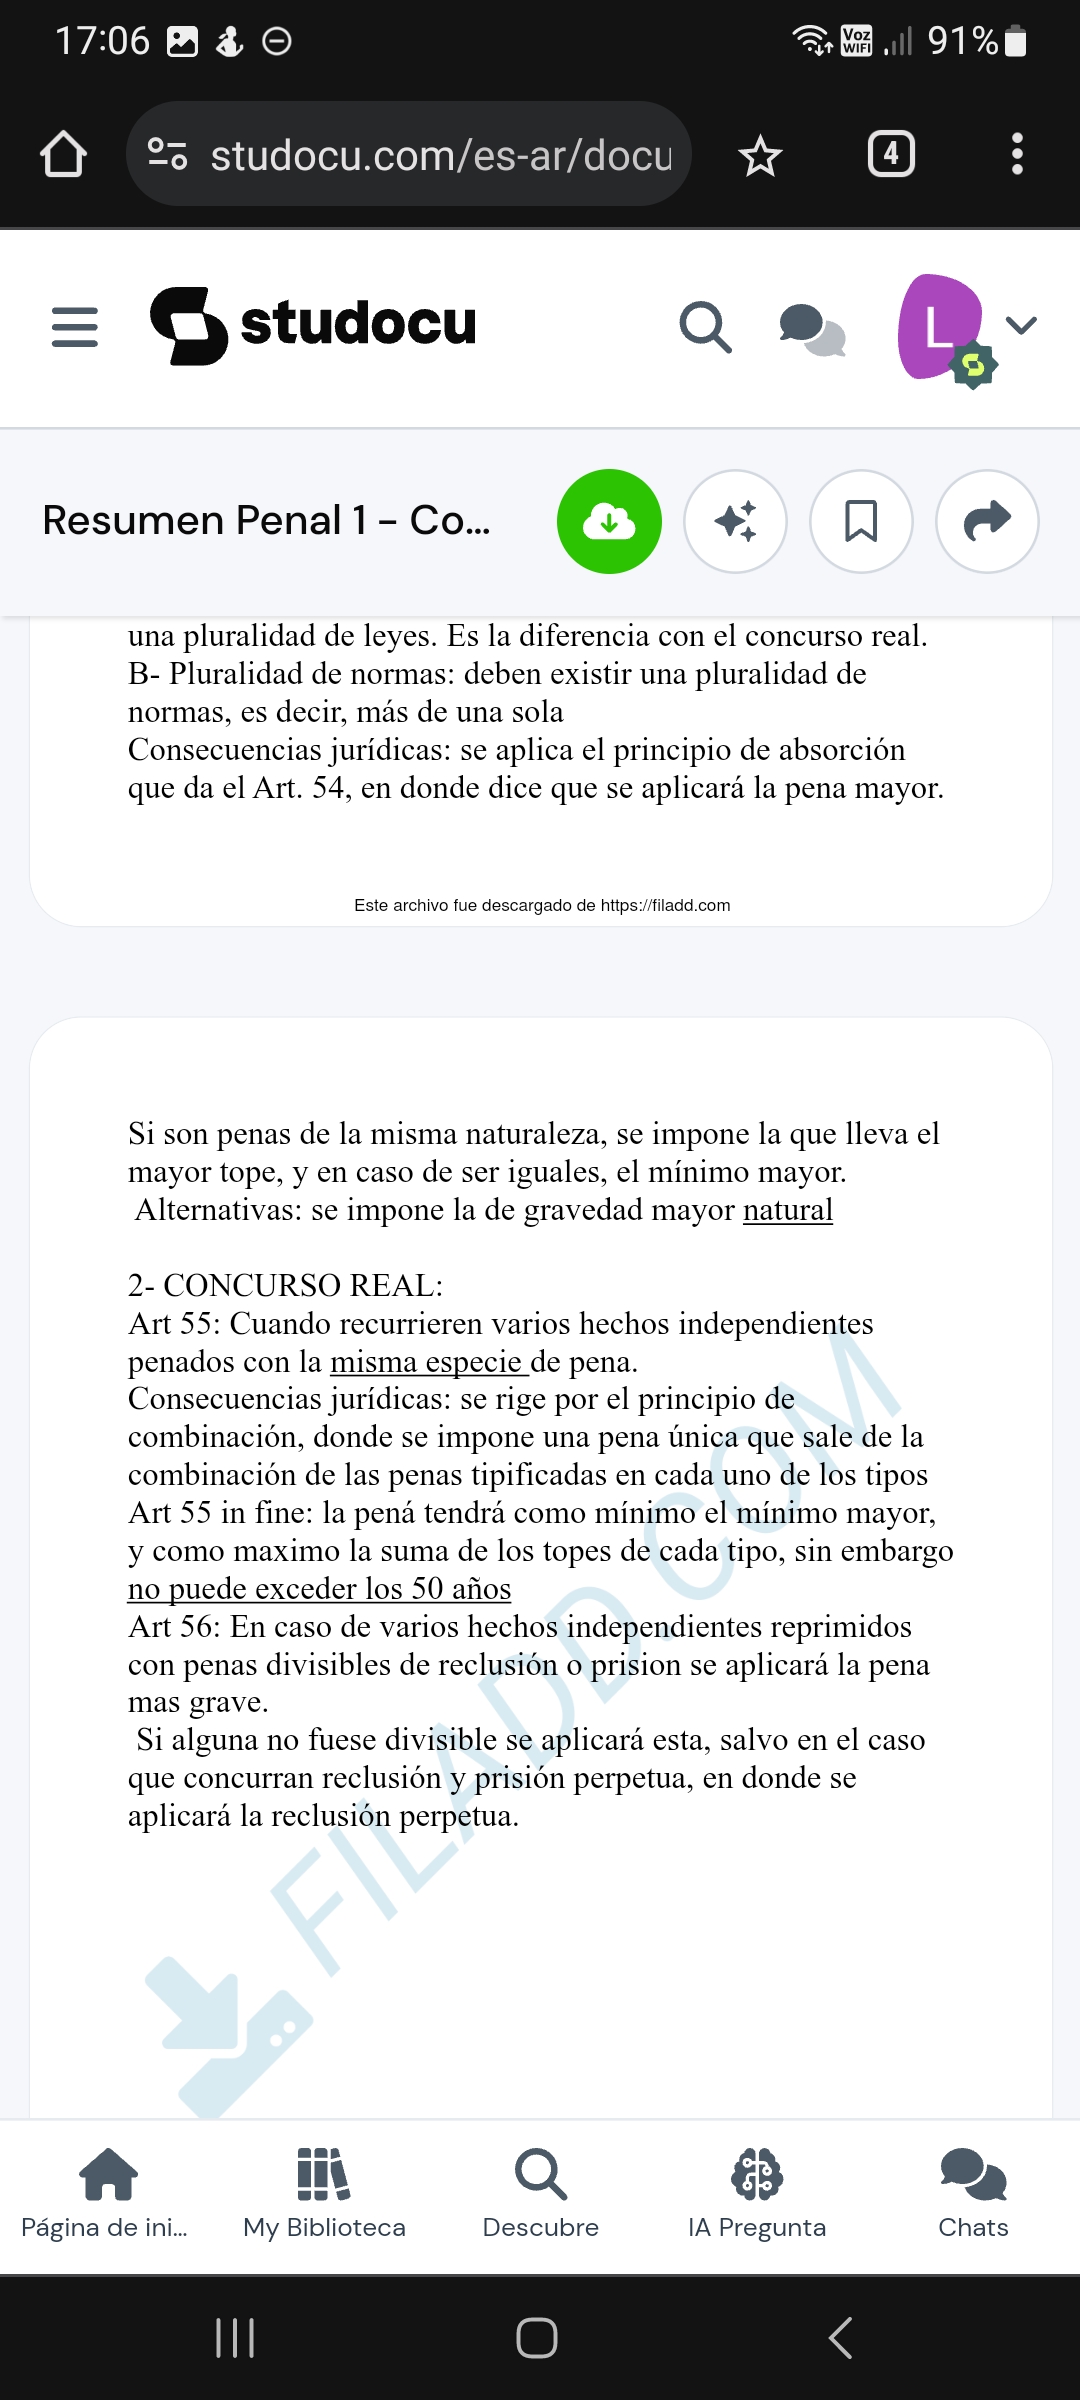 17:06
Voz WIFI
91%
studocu.com/es-ar/docu
4
studocu
L
Resumen Penal 1 - Co...
una pluralidad de leyes. Es la diferencia con el concurso real.
B- Pluralidad de normas: deben existir una pluralidad de
normas, es decir, más de una sola
Consecuencias jurídicas: se aplica el principio de absorción
que da el Art. 54, en donde dice que se aplicará la pena mayor.
Este archivo fue descargado de https://filadd.com
Si son penas de la misma naturaleza, se impone la que lleva el
mayor tope, y en caso de ser iguales, el mínimo mayor.
Alternativas: se impone la de gravedad mayor natural
2- CONCURSO REAL:
Art 55: Cuando recurrieren varios hechos independientes
penados con la misma especie de pena.
Consecuencias jurídicas: se rige por el principio de
combinación, donde se impone una pena única que sale de la
combinación de las penas tipificadas en cada uno de los tipos
Art 55 in fine: la pená tendrá como mínimo el mínimo mayor,
y como maximo la suma de los topes de cada tipo, sin embargo
no puede exceder los 50 años
Art 56: En caso de varios hechos independientes reprimidos
con penas divisibles de reclusión o prision se aplicará la pena
mas grave.
Si alguna no fuese divisible se aplicará esta, salvo en el caso
que concurran reclusión y prisión perpetua, en donde se
aplicará la reclusión perpetua.
FILADD.COM
Página de ini...
My Biblioteca
Descubre
IA Pregunta
Chats